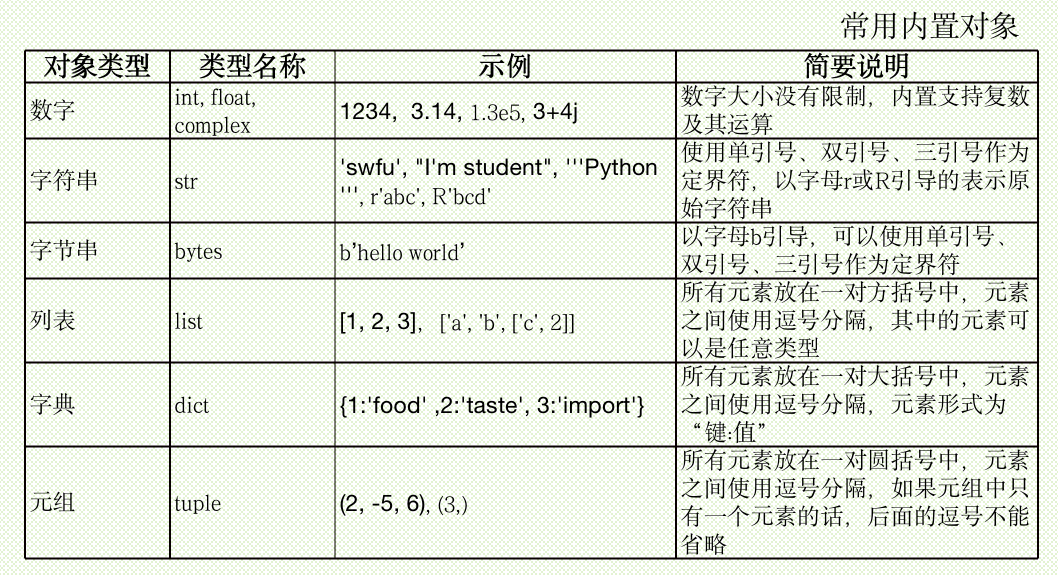 常用内置对象
对象类型 类型名称 示例 简要说明
数字
int, float,
complex
1234, 3.14, 1.3e5, 3+4j
数字大小没有限制，内置支持复数
及其运算
字符串
str
'swfu', "I'm student", '''Python
''', r'abc', R'bcd'
使用单引号、双引号、三引号作为
定界符，以字母r或R引导的表示原
始字符串
字节串
bytes
b’hello world’
以字母b引导，可以使用单引号、
双引号、三引号作为定界符
列表
list
[1, 2, 3]， ['a', 'b', ['c', 2]]
所有元素放在一对方括号中，元素
之间使用逗号分隔，其中的元素可
以是任意类型
字典
dict
{1:'food' ,2:'taste', 3:'import'}
所有元素放在一对大括号中，元素
之间使用逗号分隔，元素形式为
“键:值”
元组
tuple
(2, -5, 6), (3,)
所有元素放在一对圆括号中，元素
之间使用逗号分隔，如果元组中只
有一个元素的话，后面的逗号不能
省略